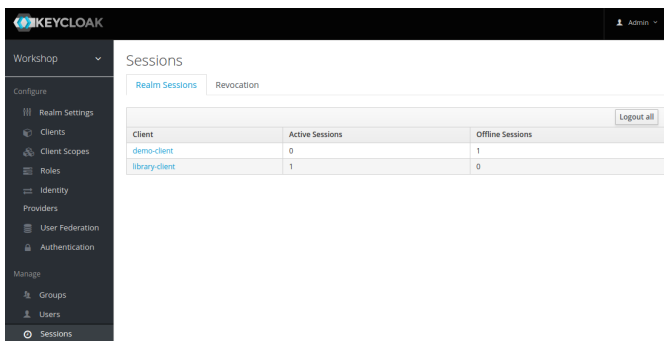 KEYCLOAK
Admin
Workshop
Configure
Realm Settings
Clients
Client Scopes
Roles
Identity
Providers
User Federation
Authentication
Manage
Groups
Users
Sessions
Sessions
Realm Sessions Revocation
Logout all
Client Active Sessions Offline Sessions
demo-client 0 1
library-client 1 0